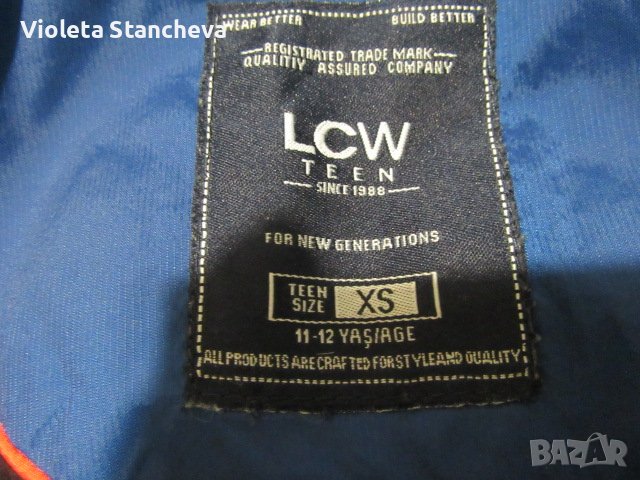 Violeta Stancheva
WEAR BETTER BUILD BETTER
REGISTRATED TRADE MARK
QUALITIY ASSURED COMPANY
LCW
TEEN
SINCE 1988
FOR NEW GENERATIONS
TEEN SIZE XS
11-12 YAŞ/AGE
ALL PRODUCTS ARE CRAFTED FOR STYLE AND QUALITY
BAZAR